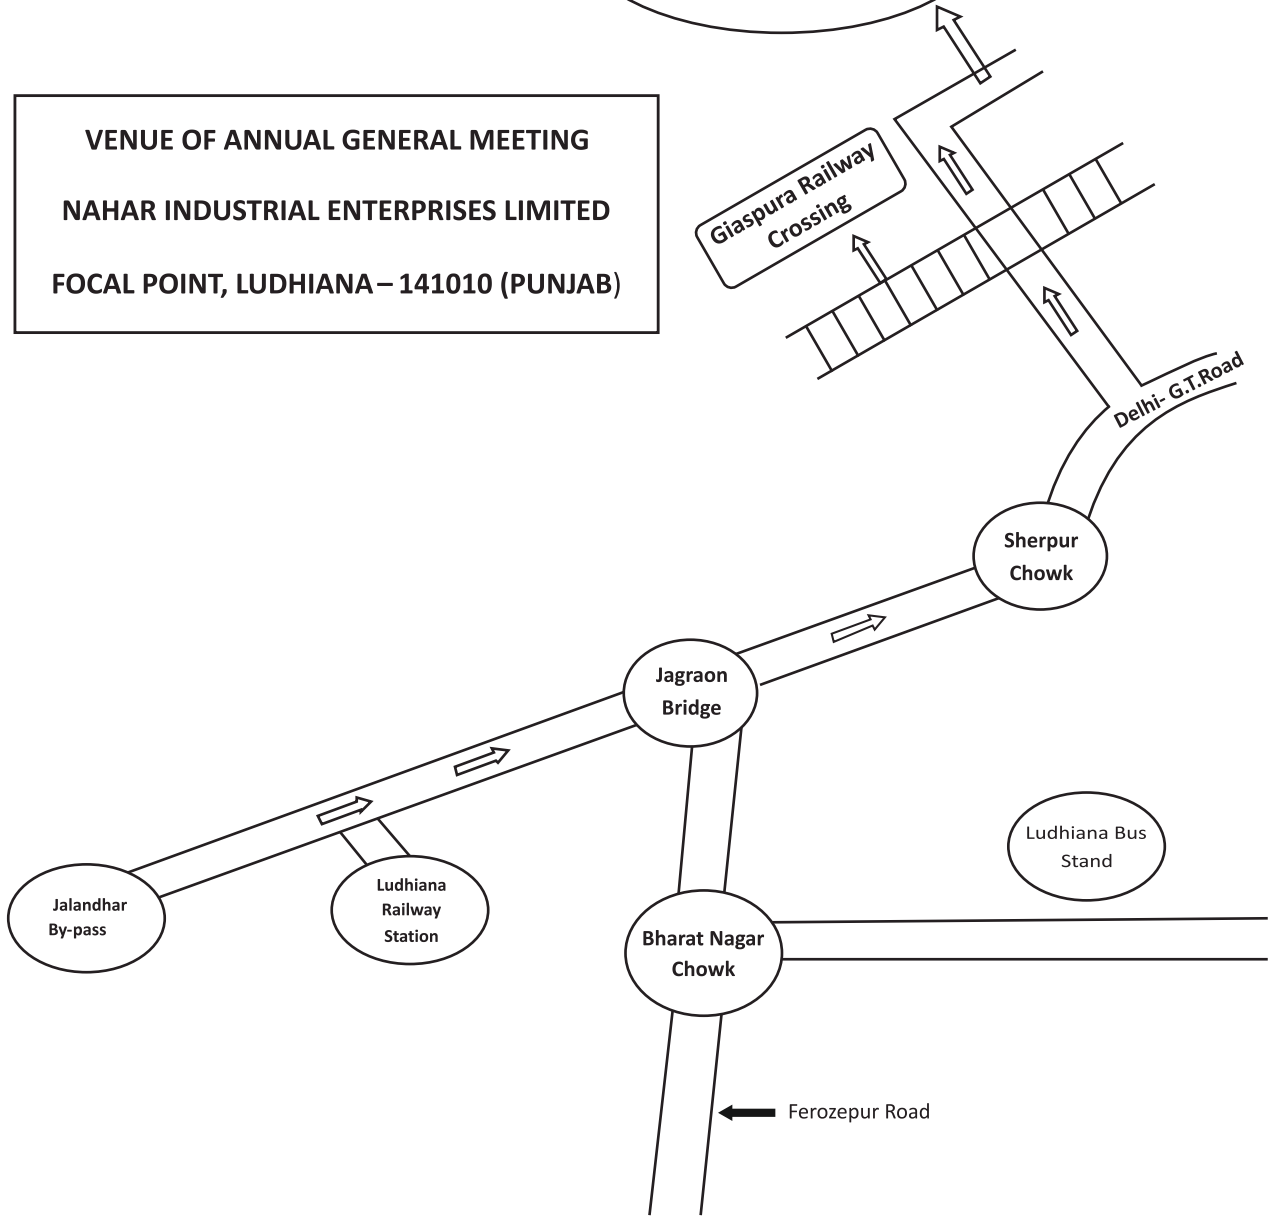 VENUE OF ANNUAL GENERAL MEETING
NAHAR INDUSTRIAL ENTERPRISES LIMITED
FOCAL POINT, LUDHIANA – 141010 (PUNJAB)
Giaspura Railway
Crossing
Delhi- G.T.Road
Sherpur
Chowk
Jagraon
Bridge
Ludhiana Bus
Stand
Jalandhar
By-pass
Ludhiana
Railway
Station
Bharat Nagar
Chowk
Ferozepur Road